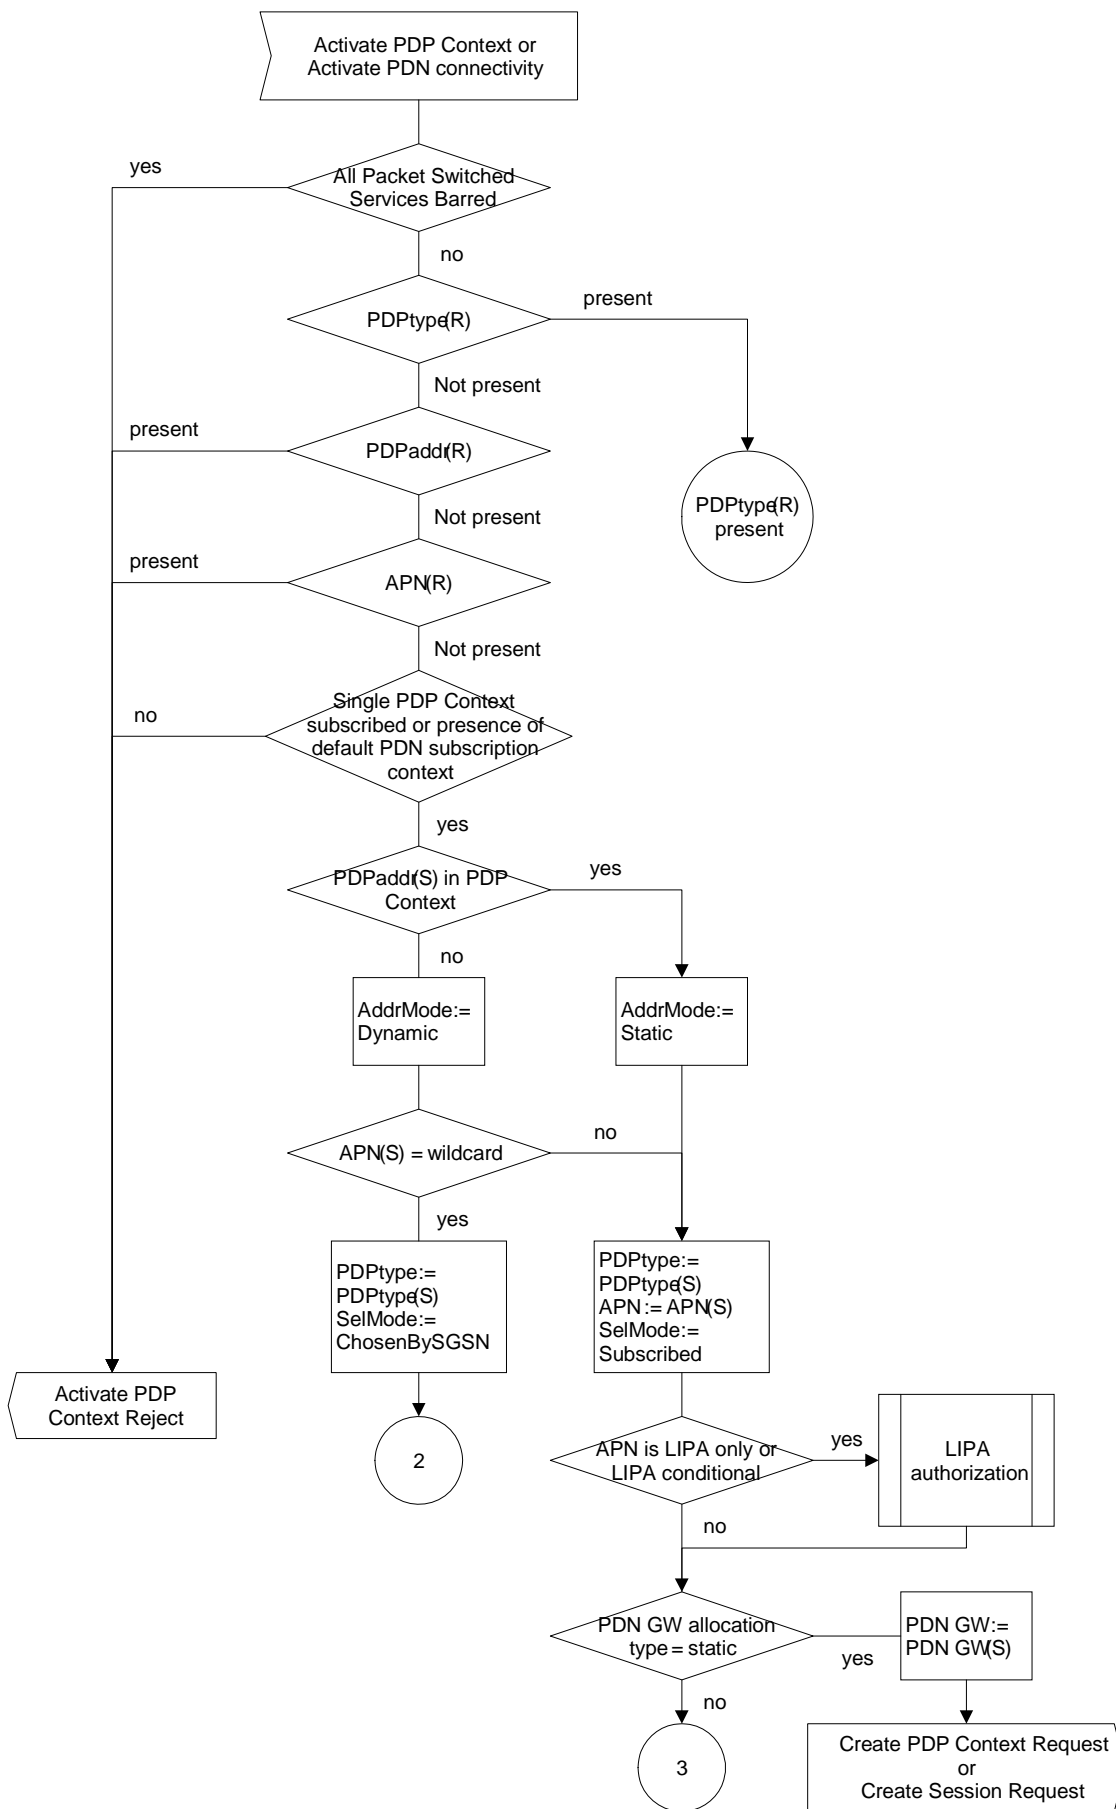 Activate PDP Context or
Activate PDN connectivity
yes
All Packet Switched
Services Barred
no
present
PDPtype(R)
Not present
present
PDPaddr(R)
PDPtype(R)
present
Not present
present
APN(R)
Not present
Single PDP Context
subscribed or presence of
default PDN subscription
context
no
yes
PDPaddr(S) in PDP
Context
yes
no
AddrMode:=
Dynamic
AddrMode:=
Static
no
APN(S) = wildcard
yes
PDPtype:=
PDPtype(S)
SelMode:=
ChosenBySGSN
PDPtype:=
PDPtype(S)
APN := APN(S)
SelMode:=
Subscribed
Activate PDP
Context Reject
2
APN is LIPA only or
LIPA conditional
yes
LIPA
authorization
no
PDN GW allocation
type = static
yes
PDN GW:=
PDN GW(S)
no
3
Create PDP Context Request
or
Create Session Request